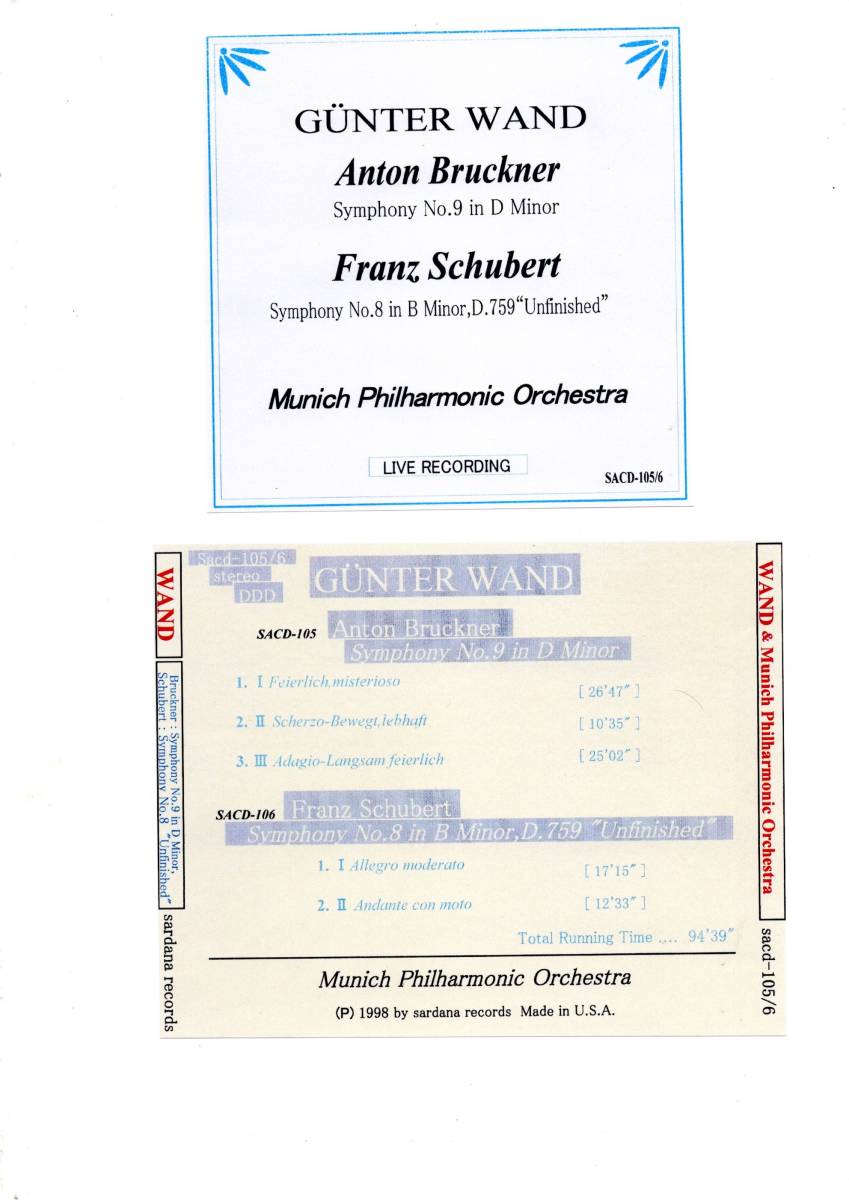 GÜNTER WAND
Anton Bruckner
Symphony No.9 in D Minor
Franz Schubert
Symphony No.8 in B Minor,D.759“Unfinished”
Munich Philharmonic Orchestra
LIVE RECORDING
SACD-105/6
WAND
Bruckner : Symphony No.9 in D Minor,
Schubert : Symphony No.8 "Unfinished"
sardana records
Sacd-105/6
stereo
DDD
GÜNTER WAND
SACD-105 Anton Bruckner
Symphony No.9 in D Minor
1. I Feierlich,misterioso [26'47"]
2. II Scherzo-Bewegt,lebhaft [10'35"]
3. III Adagio-Langsam feierlich [25'02"]
SACD-106 Franz Schubert
Symphony No.8 in B Minor,D.759 "Unfinished"
1. I Allegro moderato [17'15"]
2. II Andante con moto [12'33"]
Total Running Time .... 94'39"
Munich Philharmonic Orchestra
(P) 1998 by sardana records Made in U.S.A.
WAND & Munich Philharmonic Orchestra
sacd-105/6